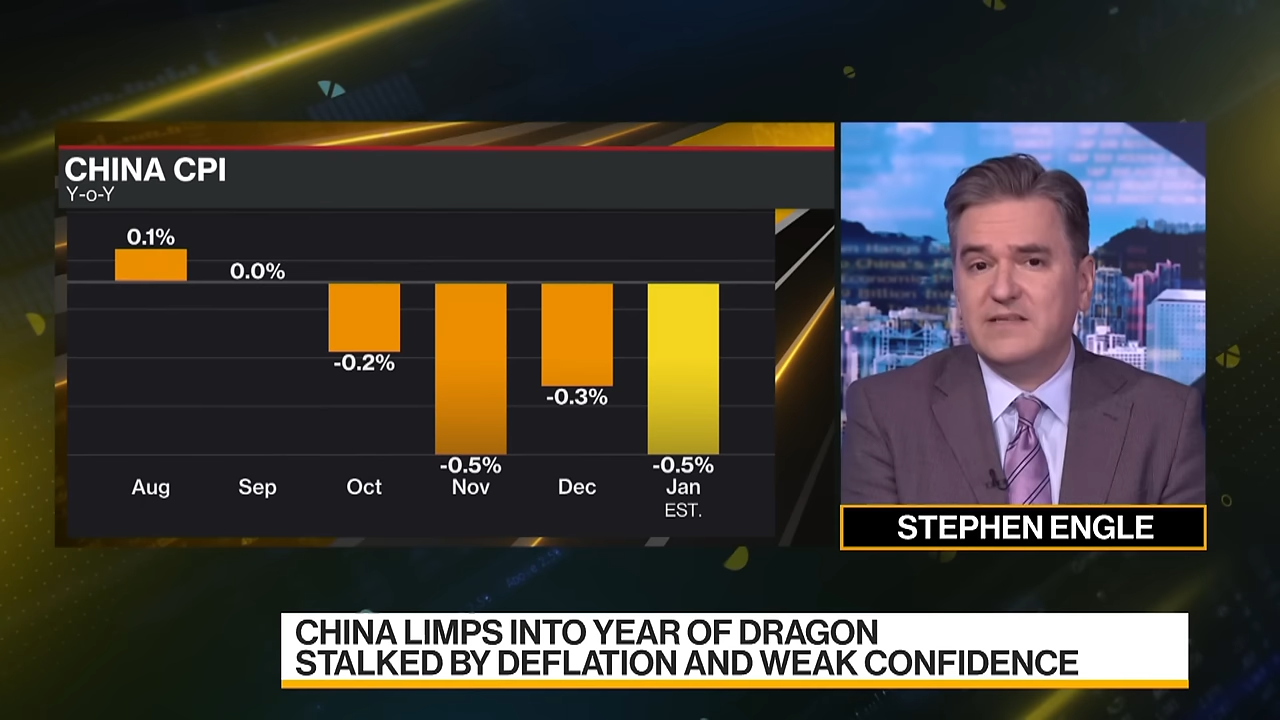 CHINA CPI
Y-o-Y
0.1%
0.0%
-0.2%
-0.5%
-0.3%
-0.5%
Aug
Sep
Oct
Nov
Dec
Jan
EST.
STEPHEN ENGLE
CHINA LIMPS INTO YEAR OF DRAGON
STALKED BY DEFLATION AND WEAK CONFIDENCE